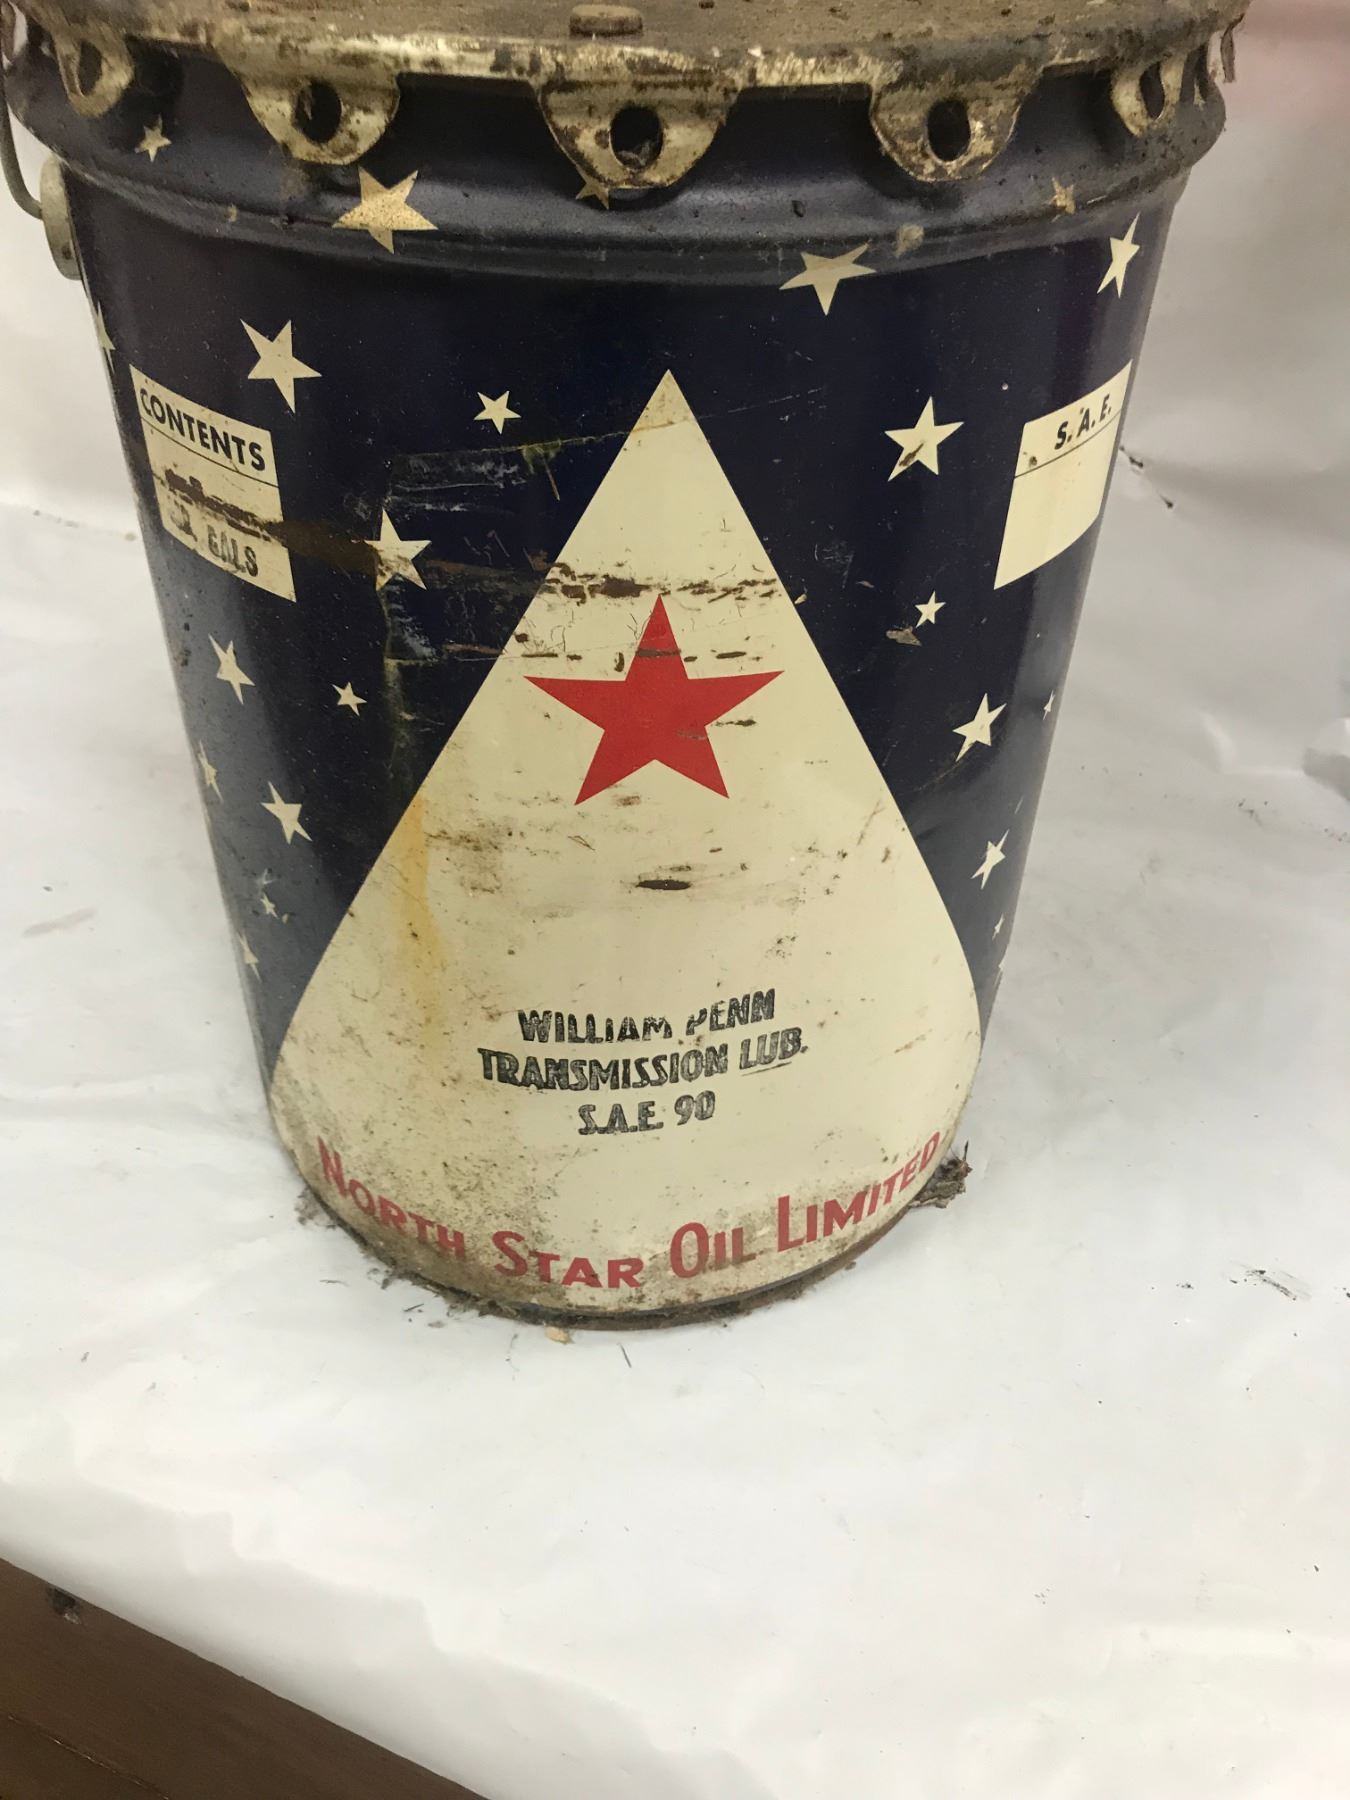 CONTENTS
GALS
S. A. E.
WILLIAM PENN
TRANSMISSION LUB.
S.A.E. 90
NORTH STAR OIL LIMITED